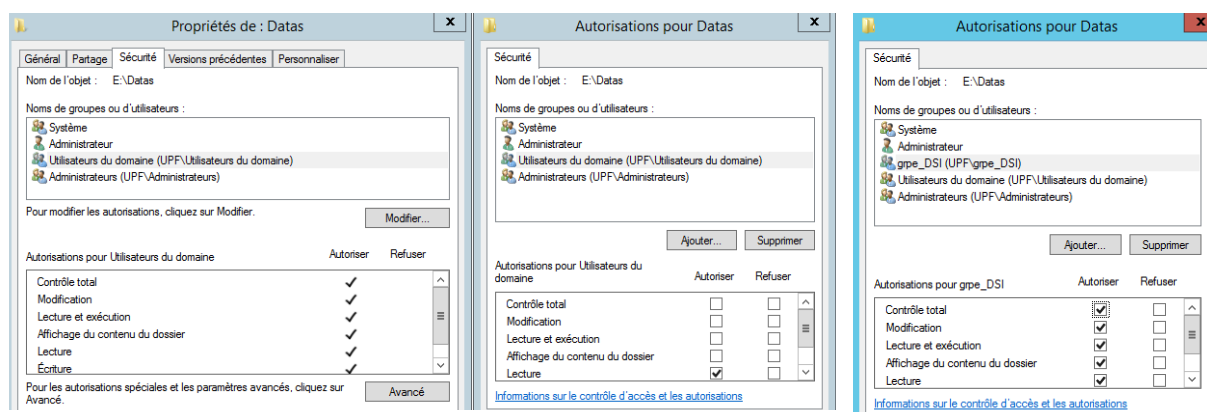 Propriétés de : Datas
x
Général Partage Sécurité Versions précédentes Personnaliser
Nom de l'objet : E:\Datas
Noms de groupes ou d'utilisateurs :
Système
Administrateur
Utilisateurs du domaine (UPF\Utilisateurs du domaine)
Administrateurs (UPF\Administrateurs)
Pour modifier les autorisations, cliquez sur Modifier.
Modifier...
Autorisations pour Utilisateurs du domaine Autoriser Refuser
Contrôle total
Modification
Lecture et exécution
Affichage du contenu du dossier
Lecture
Écriture
Pour les autorisations spéciales et les paramètres avancés, cliquez sur
Avancé.
Avancé
Autorisations pour Datas
x
Sécurité
Nom de l'objet : E:\Datas
Noms de groupes ou d'utilisateurs :
Système
Administrateur
Utilisateurs du domaine (UPF\Utilisateurs du domaine)
Administrateurs (UPF\Administrateurs)
Ajouter... Supprimer
Autorisations pour Utilisateurs du
domaine Autoriser Refuser
Contrôle total
Modification
Lecture et exécution
Affichage du contenu du dossier
Lecture
Informations sur le contrôle d'accès et les autorisations
Autorisations pour Datas
x
Sécurité
Nom de l'objet : E:\Datas
Noms de groupes ou d'utilisateurs :
Système
Administrateur
grpe_DSI (UPF\grpe_DSI)
Utilisateurs du domaine (UPF\Utilisateurs du domaine)
Administrateurs (UPF\Administrateurs)
Ajouter... Supprimer
Autorisations pour grpe_DSI Autoriser Refuser
Contrôle total
Modification
Lecture et exécution
Affichage du contenu du dossier
Lecture
Informations sur le contrôle d'accès et les autorisations